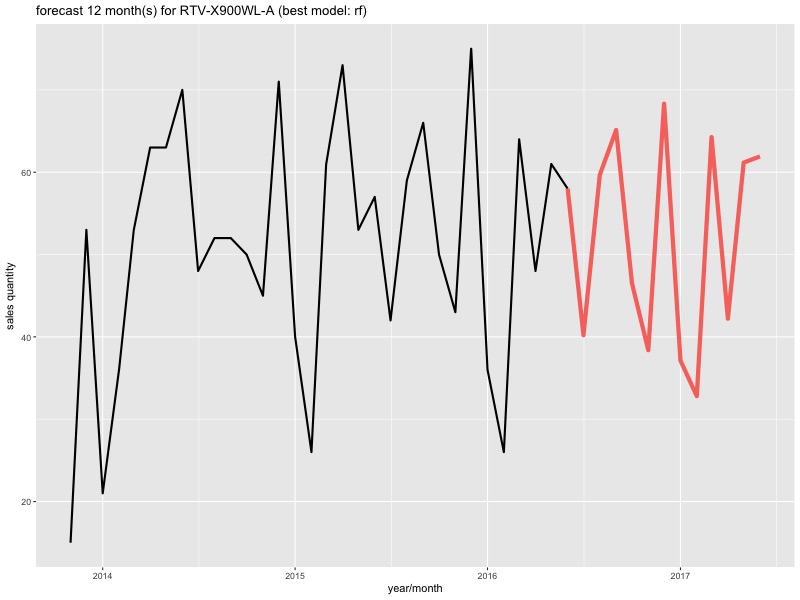 forecast 12 month(s) for RTV-X900WL-A (best model: rf)
sales quantity
60
40
20
2014
2015
2016
2017
year/month